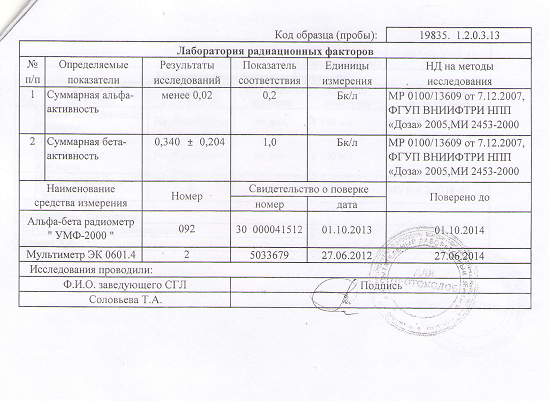 Код образца (пробы): 19835. 1.2.0.3.13
Лаборатория радиационных факторов
№ п/п Определяемые показатели Результаты исследований Показатель соответствия Единицы измерения НД на методы исследования
1 Суммарная альфа-активность менее 0,02 0,2 Бк/л МР 0100/13609 от 7.12.2007,
ФГУП ВНИИФТРИ НПП
«Доза» 2005,МИ 2453-2000
2 Суммарная бета-активность 0,340 ± 0,204 1,0 Бк/л МР 0100/13609 от 7.12.2007,
ФГУП ВНИИФТРИ НПП
«Доза» 2005,МИ 2453-2000
Наименование средства измерения Номер Свидетельство о поверке Поверено до
номер дата
Альфа-бета радиометр " УМФ-2000 " 092 30 000041512 01.10.2013 01.10.2014
Мультиметр ЭК 0601.4 2 5033679 27.06.2012 27.06.2014
Исследования проводили:
Ф.И.О. заведующего СГЛ Подпись
Соловьева Т.А.
ДЛЯ
ПРОТОКОЛОВ